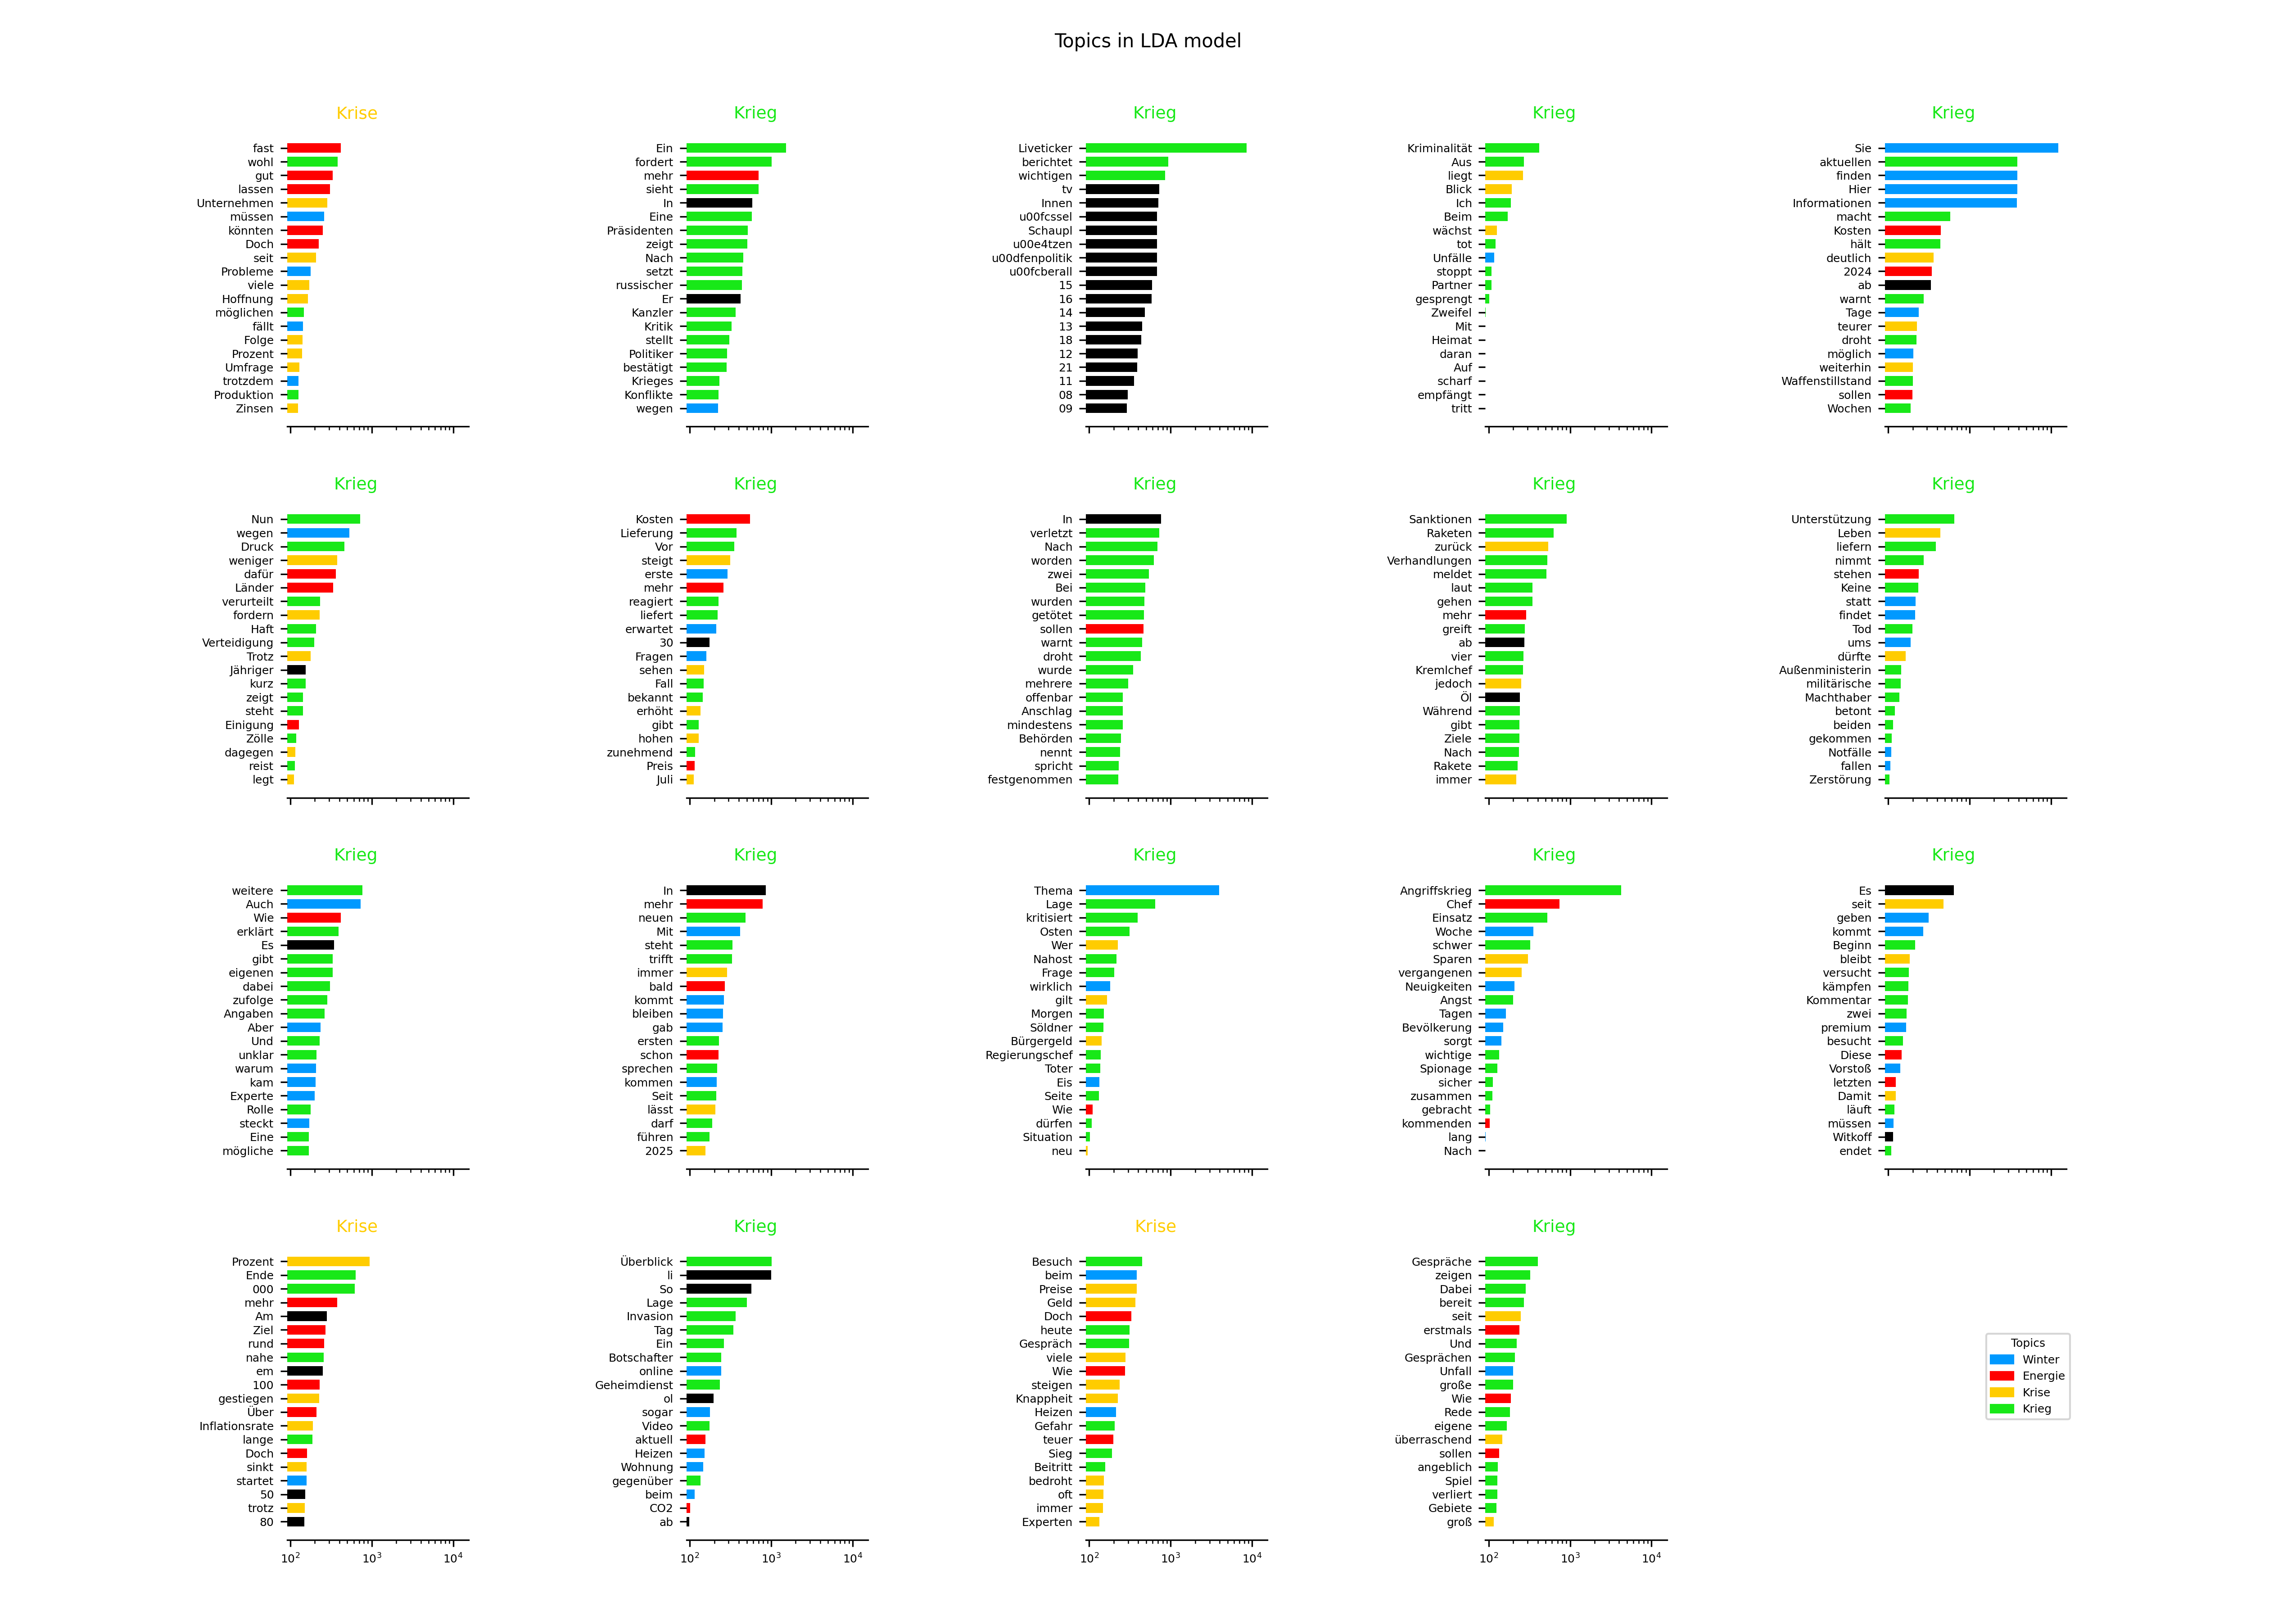 Topics in LDA model
Krise
fast
wohl
gut
lassen
Unternehmen
müssen
könnten
Doch
seit
Probleme
viele
Hoffnung
möglichen
fällt
Folge
Prozent
Umfrage
trotzdem
Produktion
Zinsen
Krieg
Ein
fordert
mehr
sieht
In
Eine
Präsidenten
zeigt
Nach
setzt
russischer
Er
Kanzler
Kritik
stellt
Politiker
bestätigt
Krieges
Konflikte
wegen
Krieg
Liveticker
berichtet
wichtigen
tv
Innen
u00fcssel
Schaupl
u00e4tzen
u00dfenpolitik
u00fcberall
15
16
14
13
18
12
21
11
08
09
Krieg
Kriminalität
Aus
liegt
Blick
Ich
Beim
wächst
tot
Unfälle
stoppt
Partner
gesprengt
Zweifel
Mit
Heimat
daran
Auf
scharf
empfängt
tritt
Krieg
Sie
aktuellen
finden
Hier
Informationen
macht
Kosten
hält
deutlich
2024
ab
warnt
Tage
teurer
droht
möglich
weiterhin
Waffenstillstand
sollen
Wochen
Krieg
Nun
wegen
Druck
weniger
dafür
Länder
verurteilt
fordern
Haft
Verteidigung
Trotz
Jähriger
kurz
zeigt
steht
Einigung
Zölle
dagegen
reist
legt
Krieg
Kosten
Lieferung
Vor
steigt
erste
mehr
reagiert
liefert
erwartet
30
Fragen
sehen
Fall
bekannt
erhöht
gibt
hohen
zunehmend
Preis
Juli
Krieg
In
verletzt
Nach
worden
zwei
Bei
wurden
getötet
sollen
warnt
droht
wurde
mehrere
offenbar
Anschlag
mindestens
Behörden
nennt
spricht
festgenommen
Krieg
Sanktionen
Raketen
zurück
Verhandlungen
meldet
laut
gehen
mehr
greift
ab
vier
Kremlchef
jedoch
Öl
Während
gibt
Ziele
Nach
Rakete
immer
Krieg
Unterstützung
Leben
liefern
nimmt
stehen
Keine
statt
findet
Tod
ums
dürfte
Außenministerin
militärische
Machthaber
betont
beiden
gekommen
Notfälle
fallen
Zerstörung
Krieg
weitere
Auch
Wie
erklärt
Es
gibt
eigenen
dabei
zufolge
Angaben
Aber
Und
unklar
warum
kam
Experte
Rolle
steckt
Eine
mögliche
Krieg
In
mehr
neuen
Mit
steht
trifft
immer
bald
kommt
bleiben
gab
ersten
schon
sprechen
kommen
Seit
lässt
darf
führen
2025
Krieg
Thema
Lage
kritisiert
Osten
Wer
Nahost
Frage
wirklich
gilt
Morgen
Söldner
Bürgergeld
Regierungschef
Toter
Eis
Seite
Wie
dürfen
Situation
neu
Krieg
Angriffskrieg
Chef
Einsatz
Woche
schwer
Sparen
vergangenen
Neuigkeiten
Angst
Tagen
Bevölkerung
sorgt
wichtige
Spionage
sicher
zusammen
gebracht
kommenden
lang
Nach
Krieg
Es
seit
geben
kommt
Beginn
bleibt
versucht
kämpfen
Kommentar
zwei
premium
besucht
Diese
Vorstoß
letzten
Damit
läuft
müssen
Witkoff
endet
Krise
Prozent
Ende
000
mehr
Am
Ziel
rund
nahe
em
100
gestiegen
Über
Inflationsrate
lange
Doch
sinkt
startet
50
trotz
80
10² 10³ 10⁴
Krieg
Überblick
li
So
Lage
Invasion
Tag
Ein
Botschafter
online
Geheimdienst
ol
sogar
Video
aktuell
Heizen
Wohnung
gegenüber
beim
CO2
ab
10² 10³ 10⁴
Krise
Besuch
beim
Preise
Geld
Doch
heute
Gespräch
viele
Wie
steigen
Knappheit
Heizen
Gefahr
teuer
Sieg
Beitritt
bedroht
oft
immer
Experten
10² 10³ 10⁴
Krieg
Gespräche
zeigen
Dabei
bereit
seit
erstmals
Und
Gesprächen
Unfall
große
Wie
Rede
eigene
überraschend
sollen
angeblich
Spiel
verliert
Gebiete
groß
10² 10³ 10⁴
Topics
Winter
Energie
Krise
Krieg